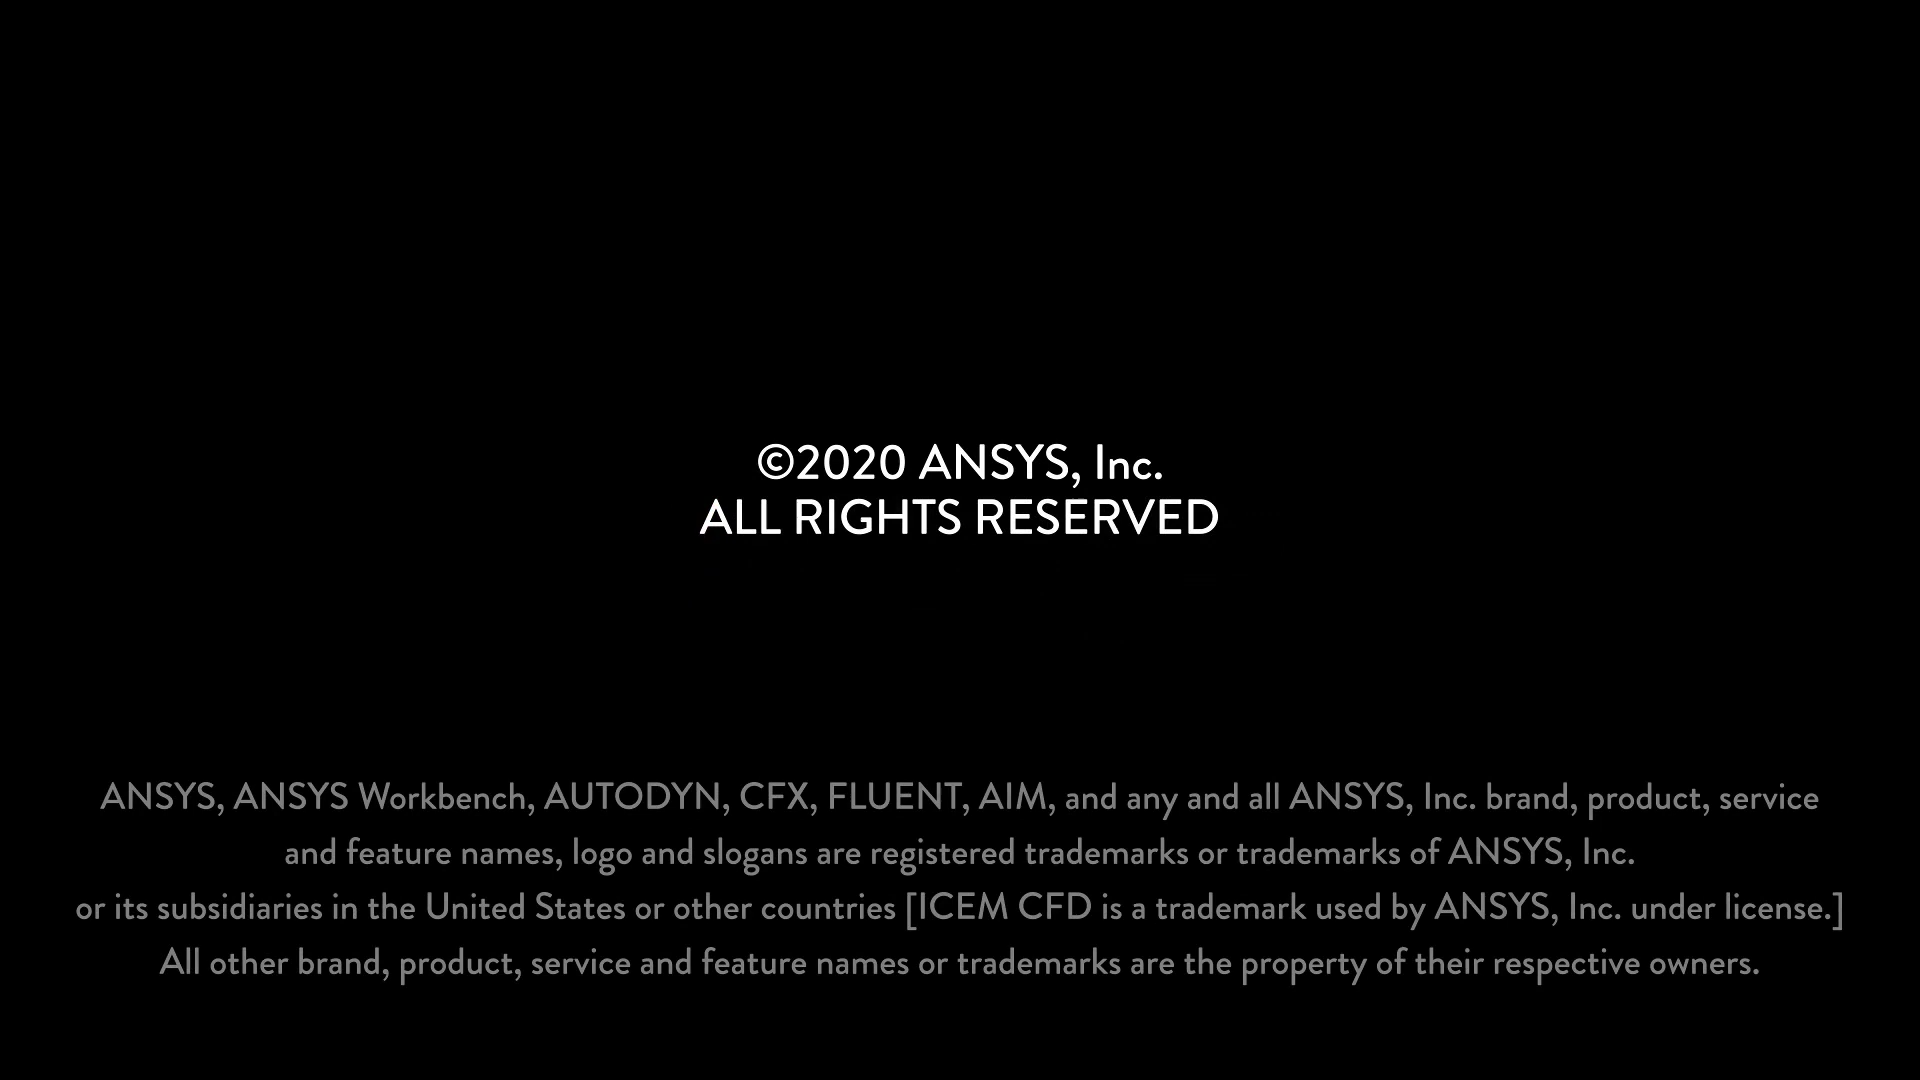 ©2020 ANSYS, Inc.
ALL RIGHTS RESERVED
ANSYS, ANSYS Workbench, AUTODYN, CFX, FLUENT, AIM, and any and all ANSYS, Inc. brand, product, service
and feature names, logo and slogans are registered trademarks or trademarks of ANSYS, Inc.
or its subsidiaries in the United States or other countries [ICEM CFD is a trademark used by ANSYS, Inc. under license.]
All other brand, product, service and feature names or trademarks are the property of their respective owners.